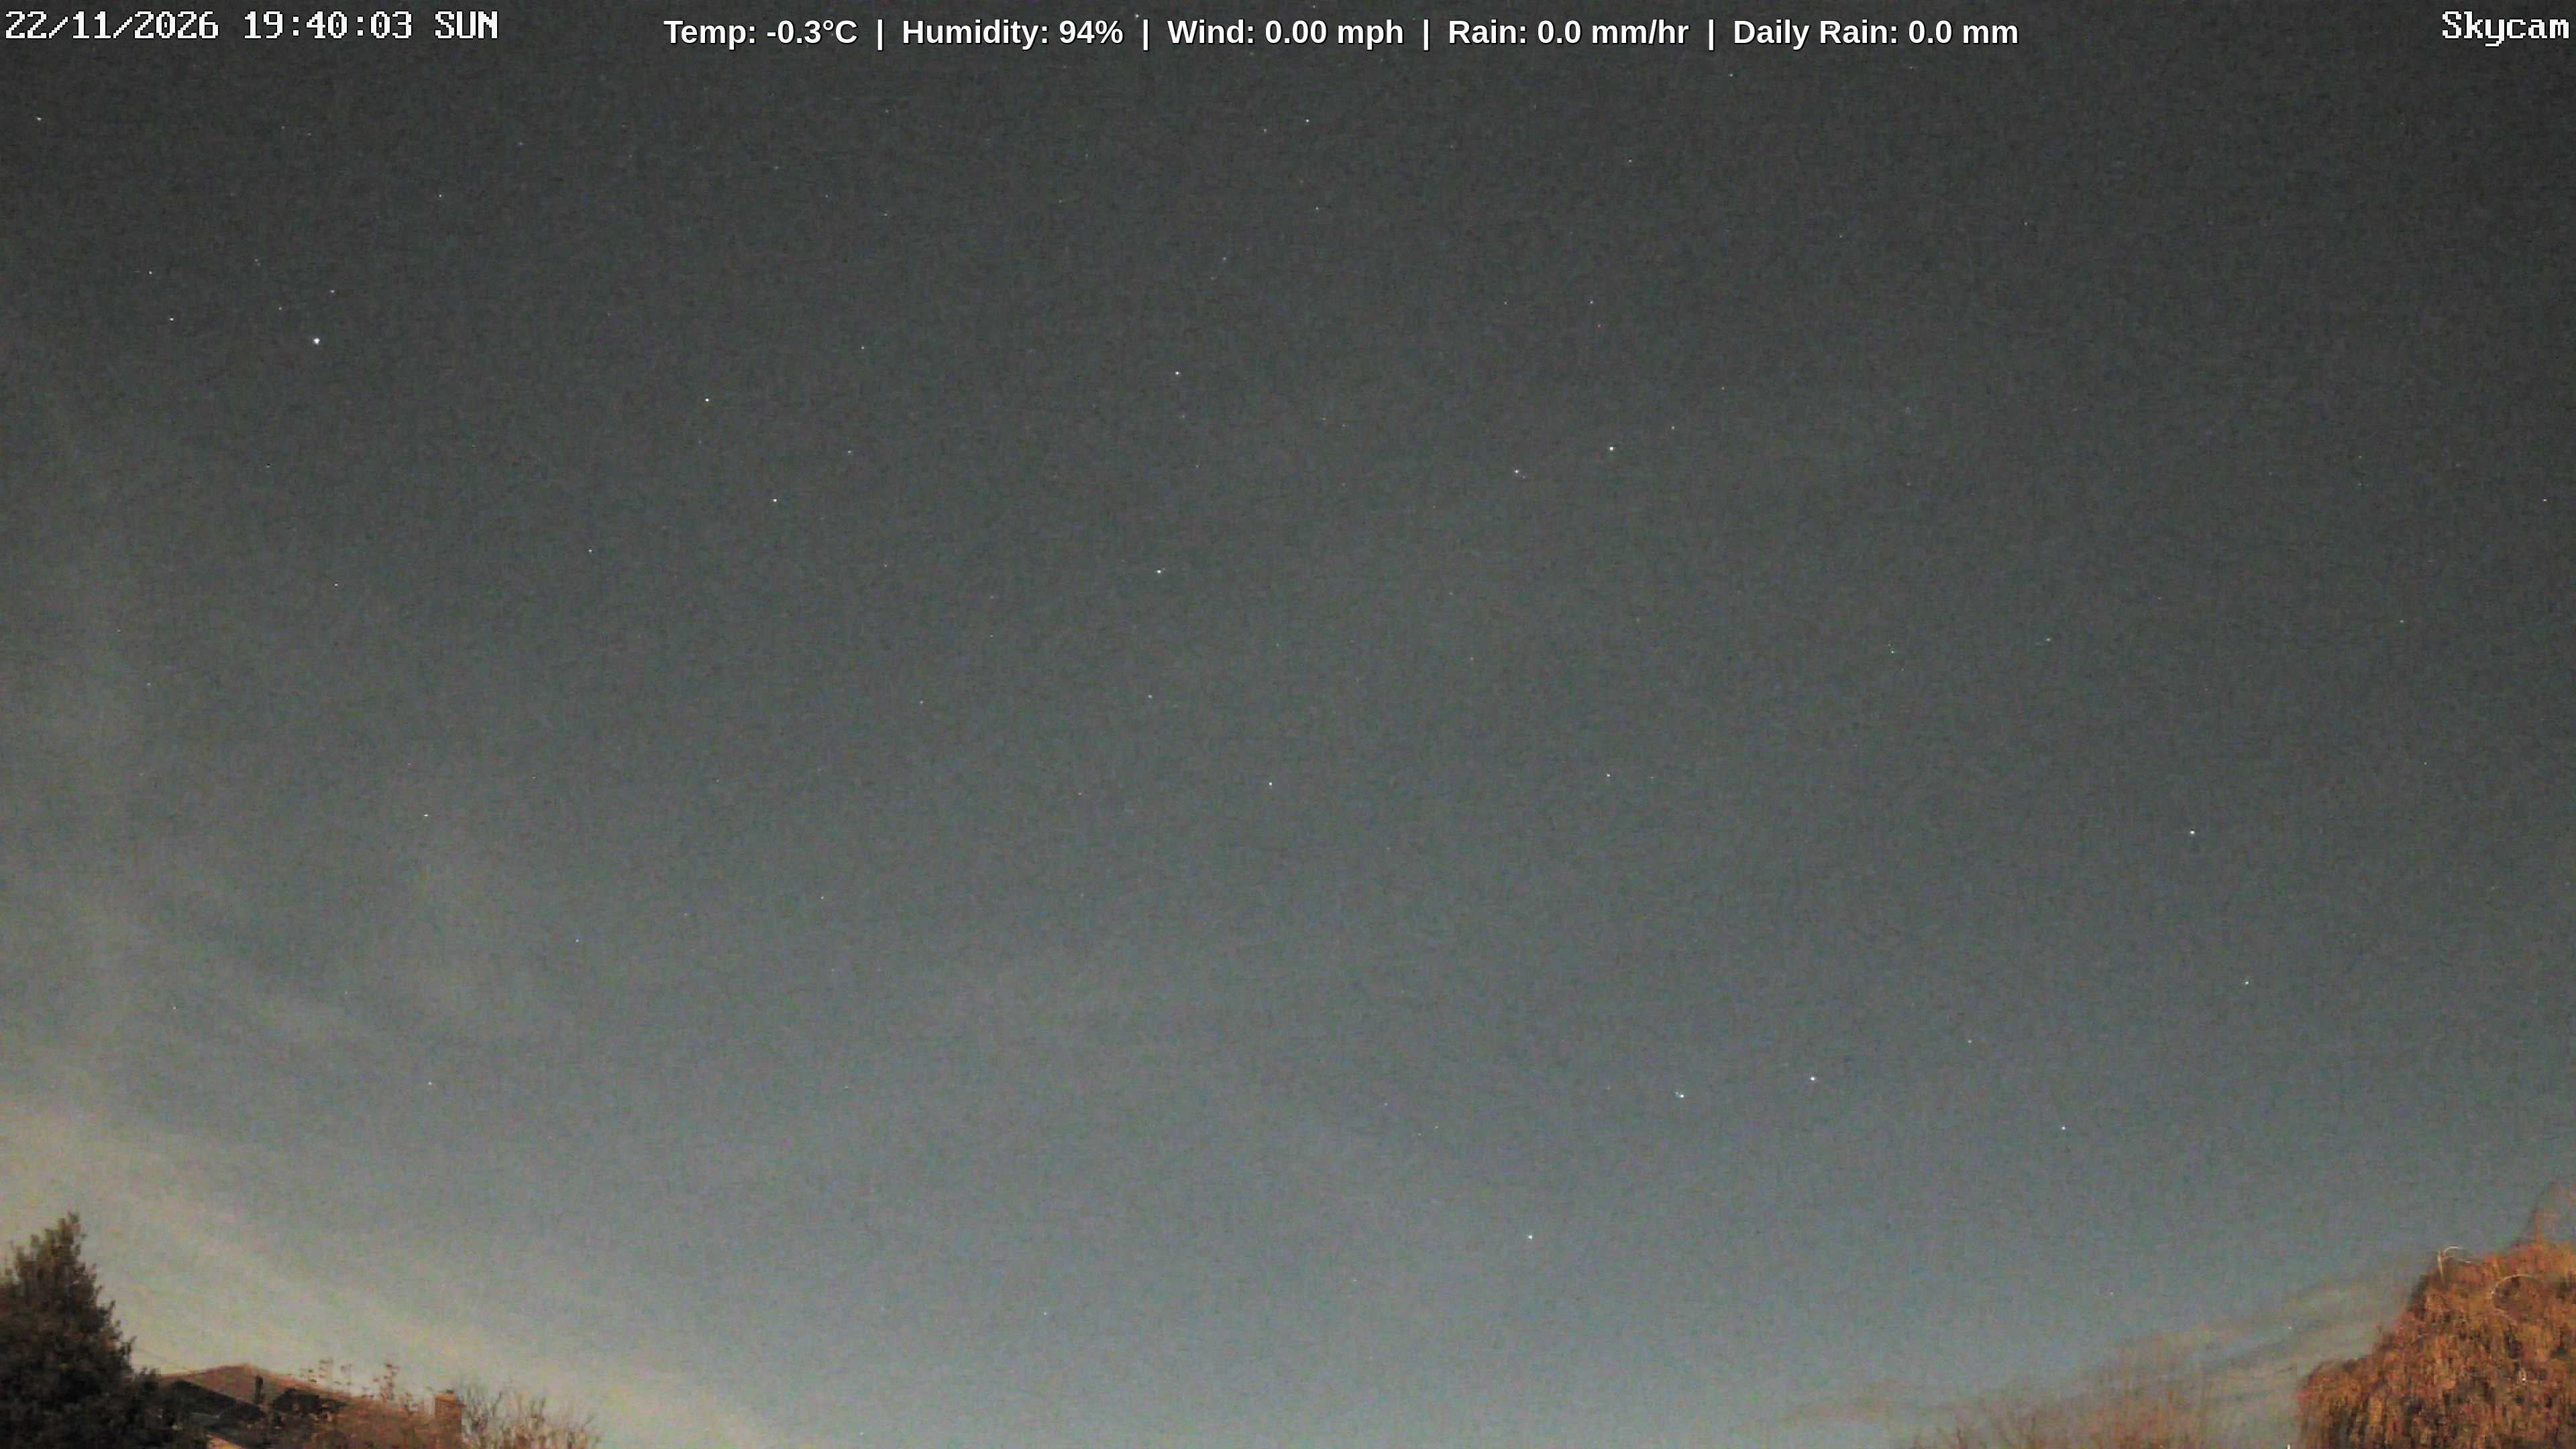 22/11/2026 19:40:03 SUN
Temp: -0.3°C | Humidity: 94% | Wind: 0.00 mph | Rain: 0.0 mm/hr | Daily Rain: 0.0 mm
Skycam